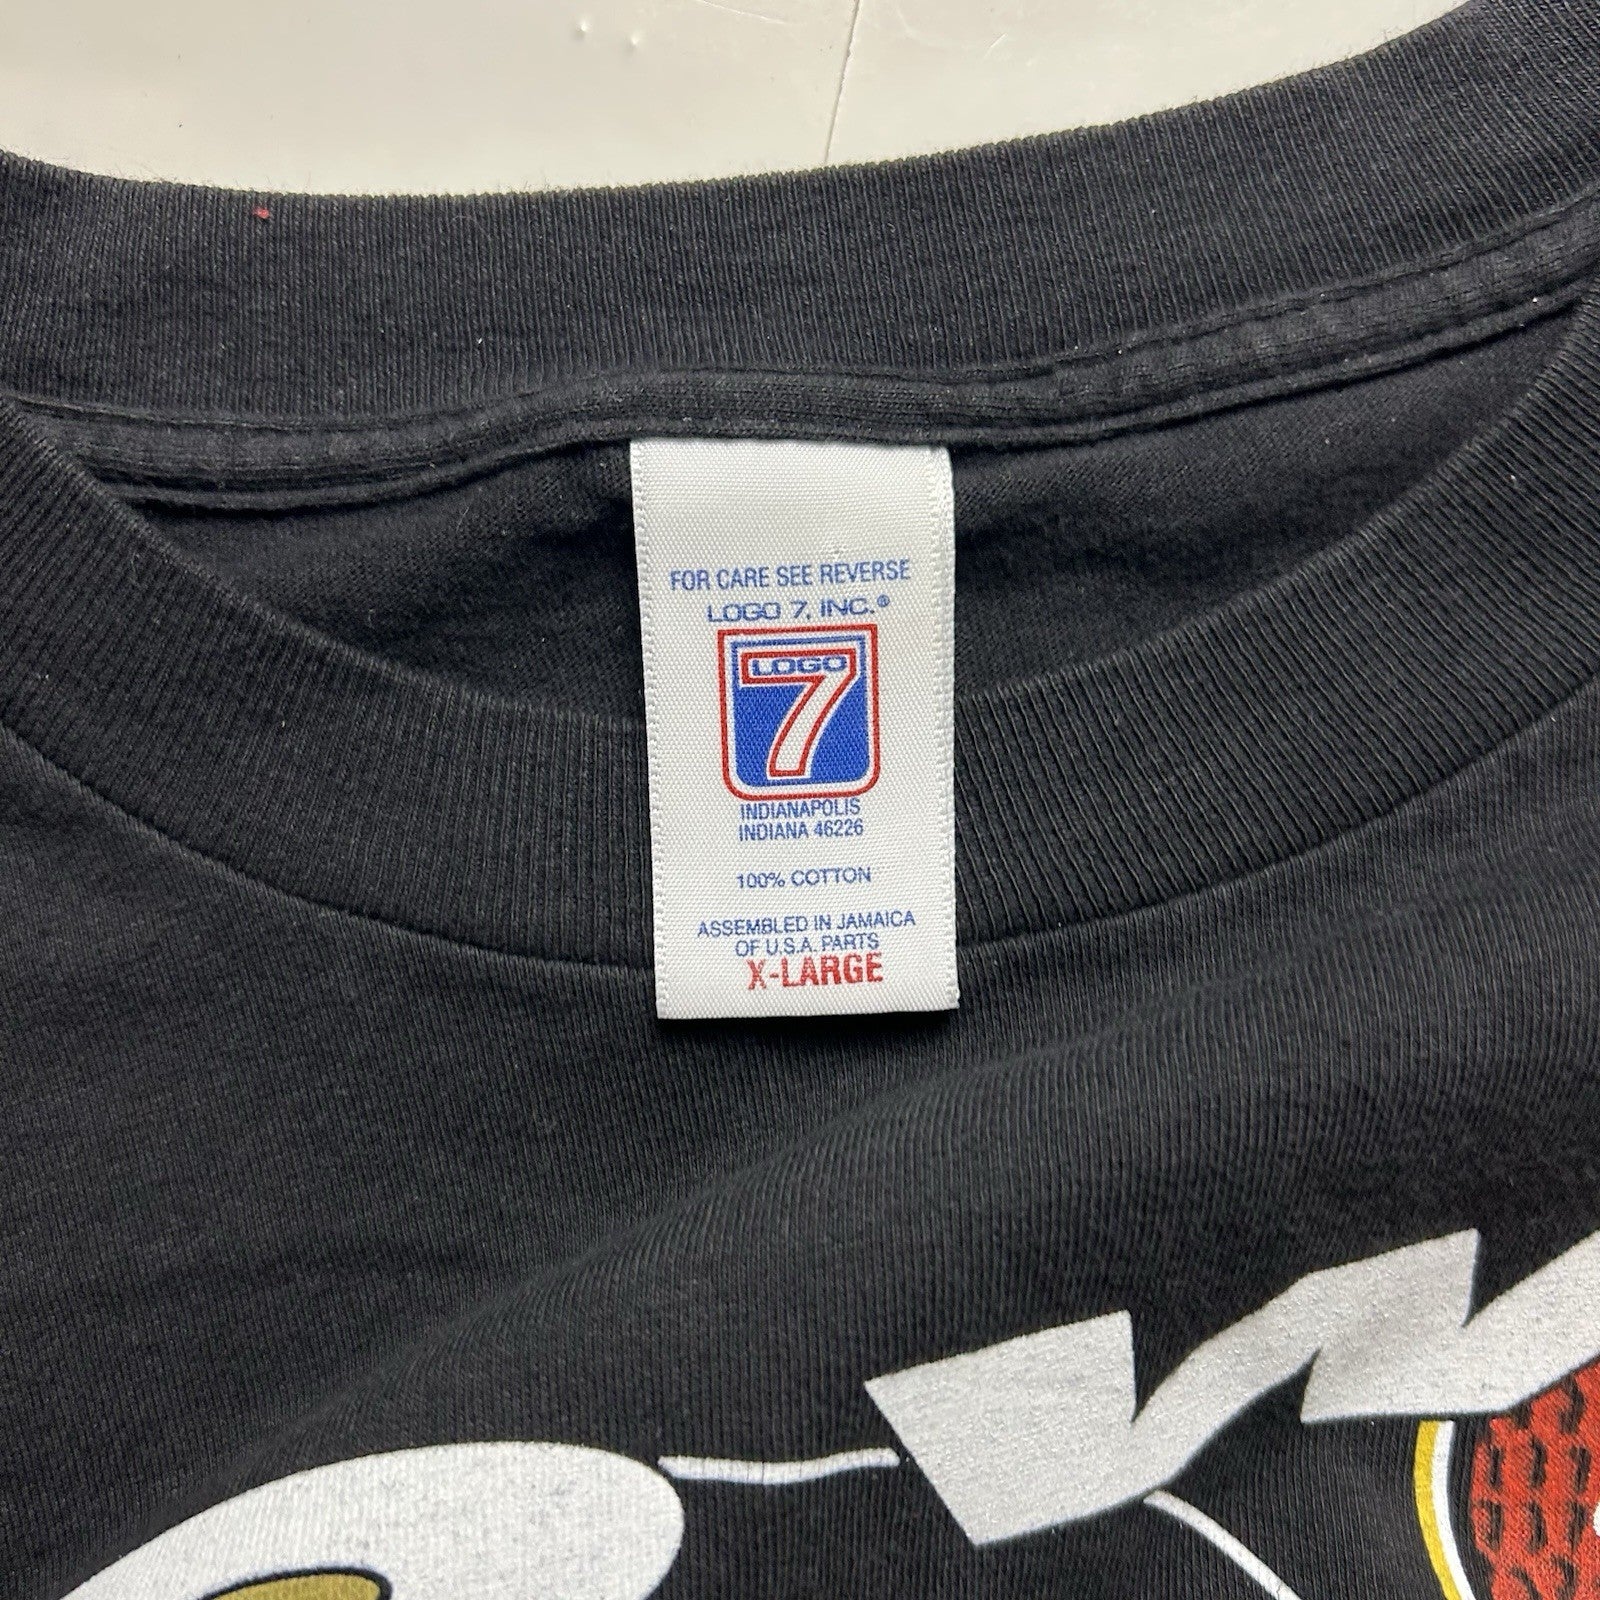 FOR CARE SEE REVERSE
LOGO 7, INC.®
LOGO
7
INDIANAPOLIS
INDIANA 46226
100% COTTON
ASSEMBLED IN JAMAICA
OF U.S.A. PARTS
X-LARGE